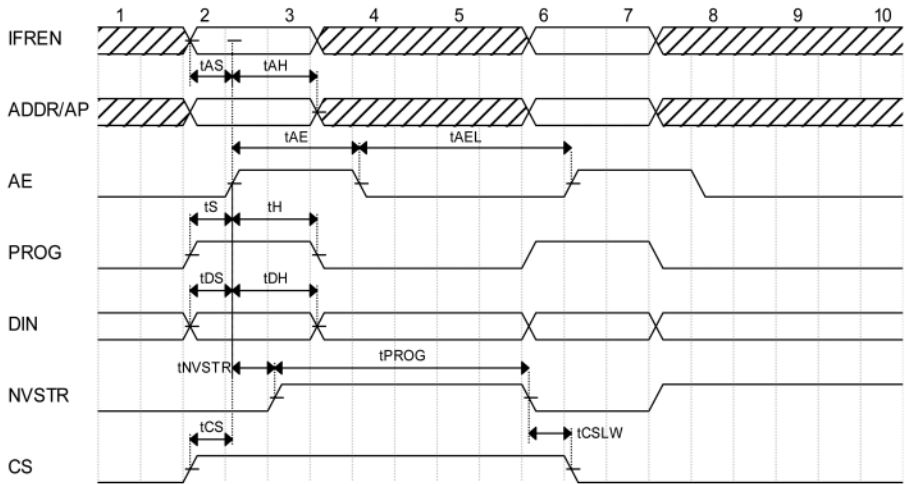 1 2 3 4 5 6 7 8 9 10
IFREN
tAS tAH
ADDR/AP
tAE tAEL
AE
tS tH
PROG
tDS tDH
DIN
tNVSTR tPROG
NVSTR
tCS tCSLW
CS